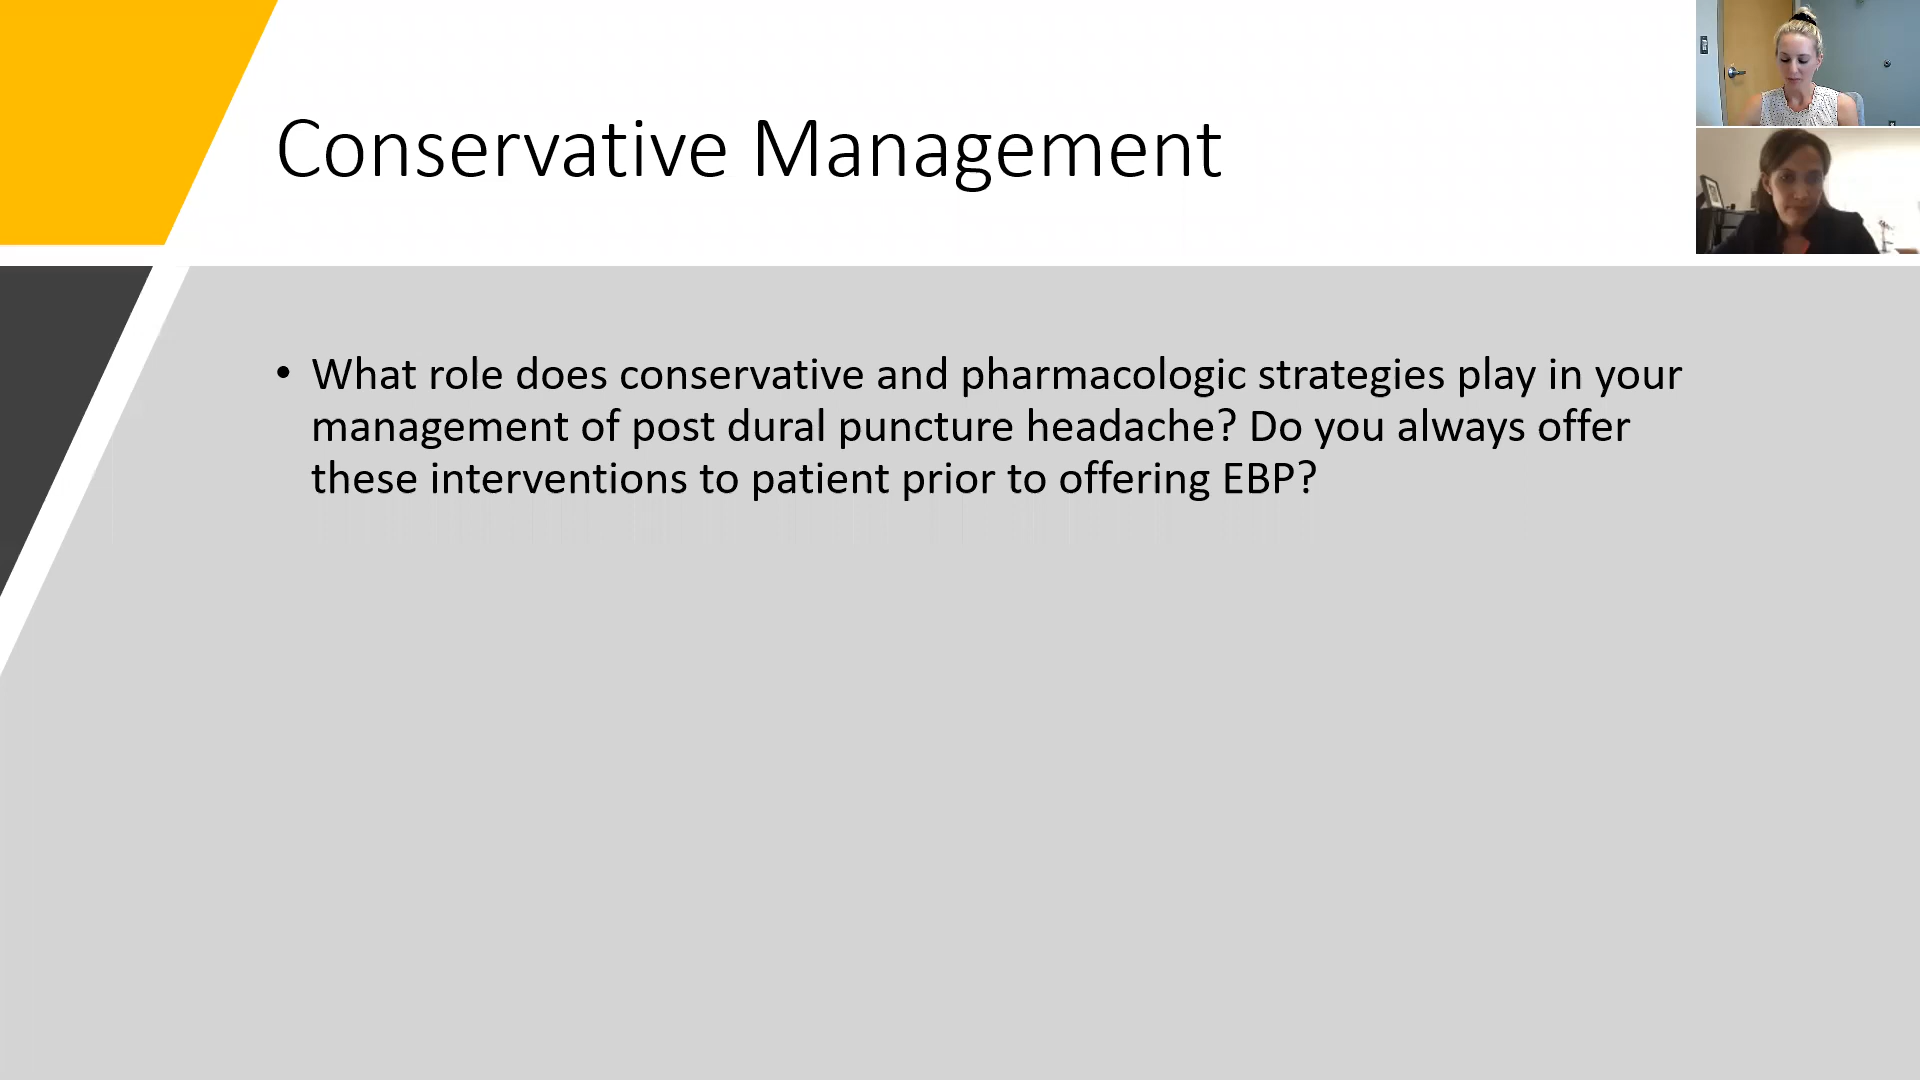 Conservative Management
• What role does conservative and pharmacologic strategies play in your
management of post dural puncture headache? Do you always offer
these interventions to patient prior to offering EBP?